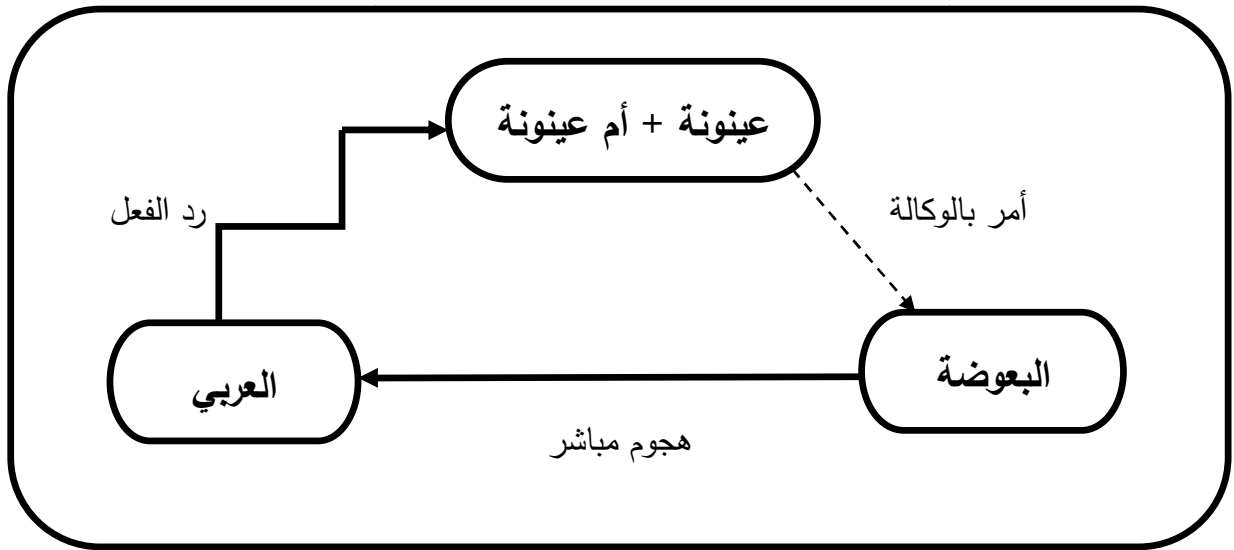 عينونة + أم عينونة
أمر بالوكالة
رد الفعل
البعوضة
العربي
هجوم مباشر